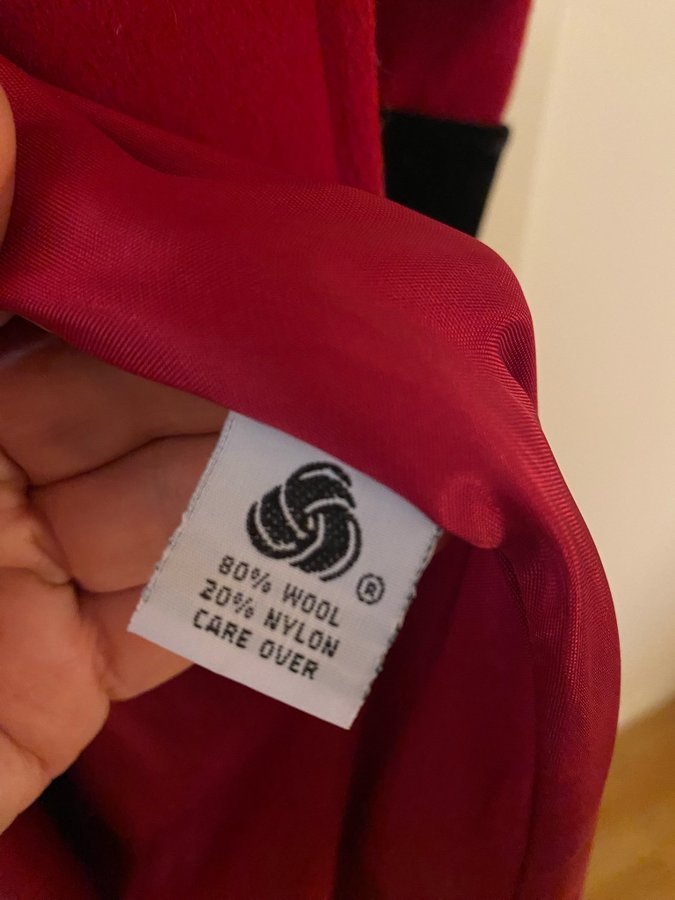 ®
80% WOOL
20% NYLON
CARE OVER